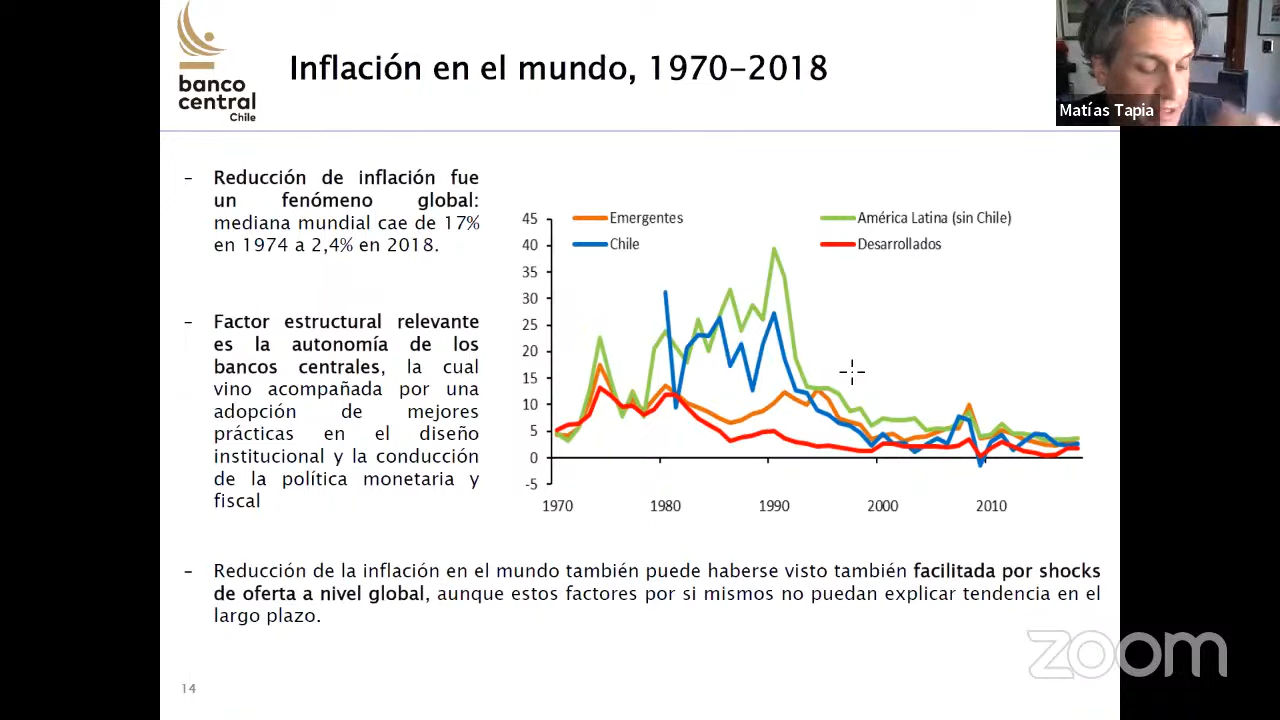 banco
central
Chile
Inflación en el mundo, 1970-2018
Matías Tapia
- Reducción de inflación fue
un fenómeno global:
mediana mundial cae de 17%
en 1974 a 2,4% en 2018.
- Factor estructural relevante
es la autonomía de los
bancos centrales, la cual
vino acompañada por una
adopción de mejores
prácticas en el diseño
institucional y la conducción
de la política monetaria y
fiscal
Emergentes
América Latina (sin Chile)
Chile
Desarrollados
45
40
35
30
25
20
15
10
5
0
-5
1970 1980 1990 2000 2010
- Reducción de la inflación en el mundo también puede haberse visto también facilitada por shocks
de oferta a nivel global, aunque estos factores por si mismos no puedan explicar tendencia en el
largo plazo.
zoom
14